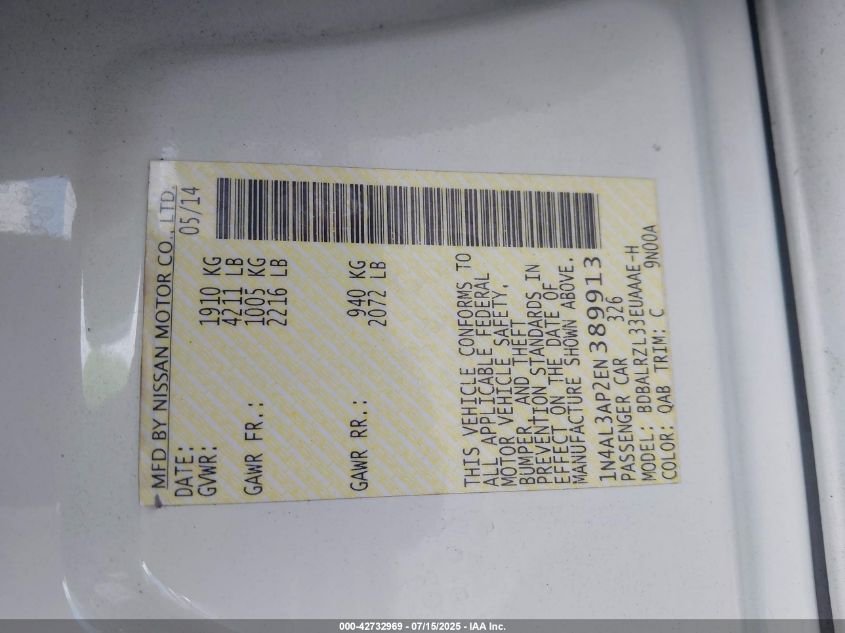 MFD BY NISSAN MOTOR CO., LTD.
DATE: 05/14
GVWR: 1910 KG
4211 LB
GAWR FR.: 1005 KG
2216 LB
GAWR RR.: 940 KG
2072 LB
THIS VEHICLE CONFORMS TO
ALL APPLICABLE FEDERAL
MOTOR VEHICLE SAFETY,
BUMPER, AND THEFT
PREVENTION STANDARDS IN
EFFECT ON THE DATE OF
MANUFACTURE SHOWN ABOVE.
1N4AL3AP2EN389913
PASSENGER CAR 326
MODEL: BDBALRZL33EUAAAE-H
COLOR: QAB TRIM: C 9N00A
000-42732969 - 07/15/2025 - IAA Inc.